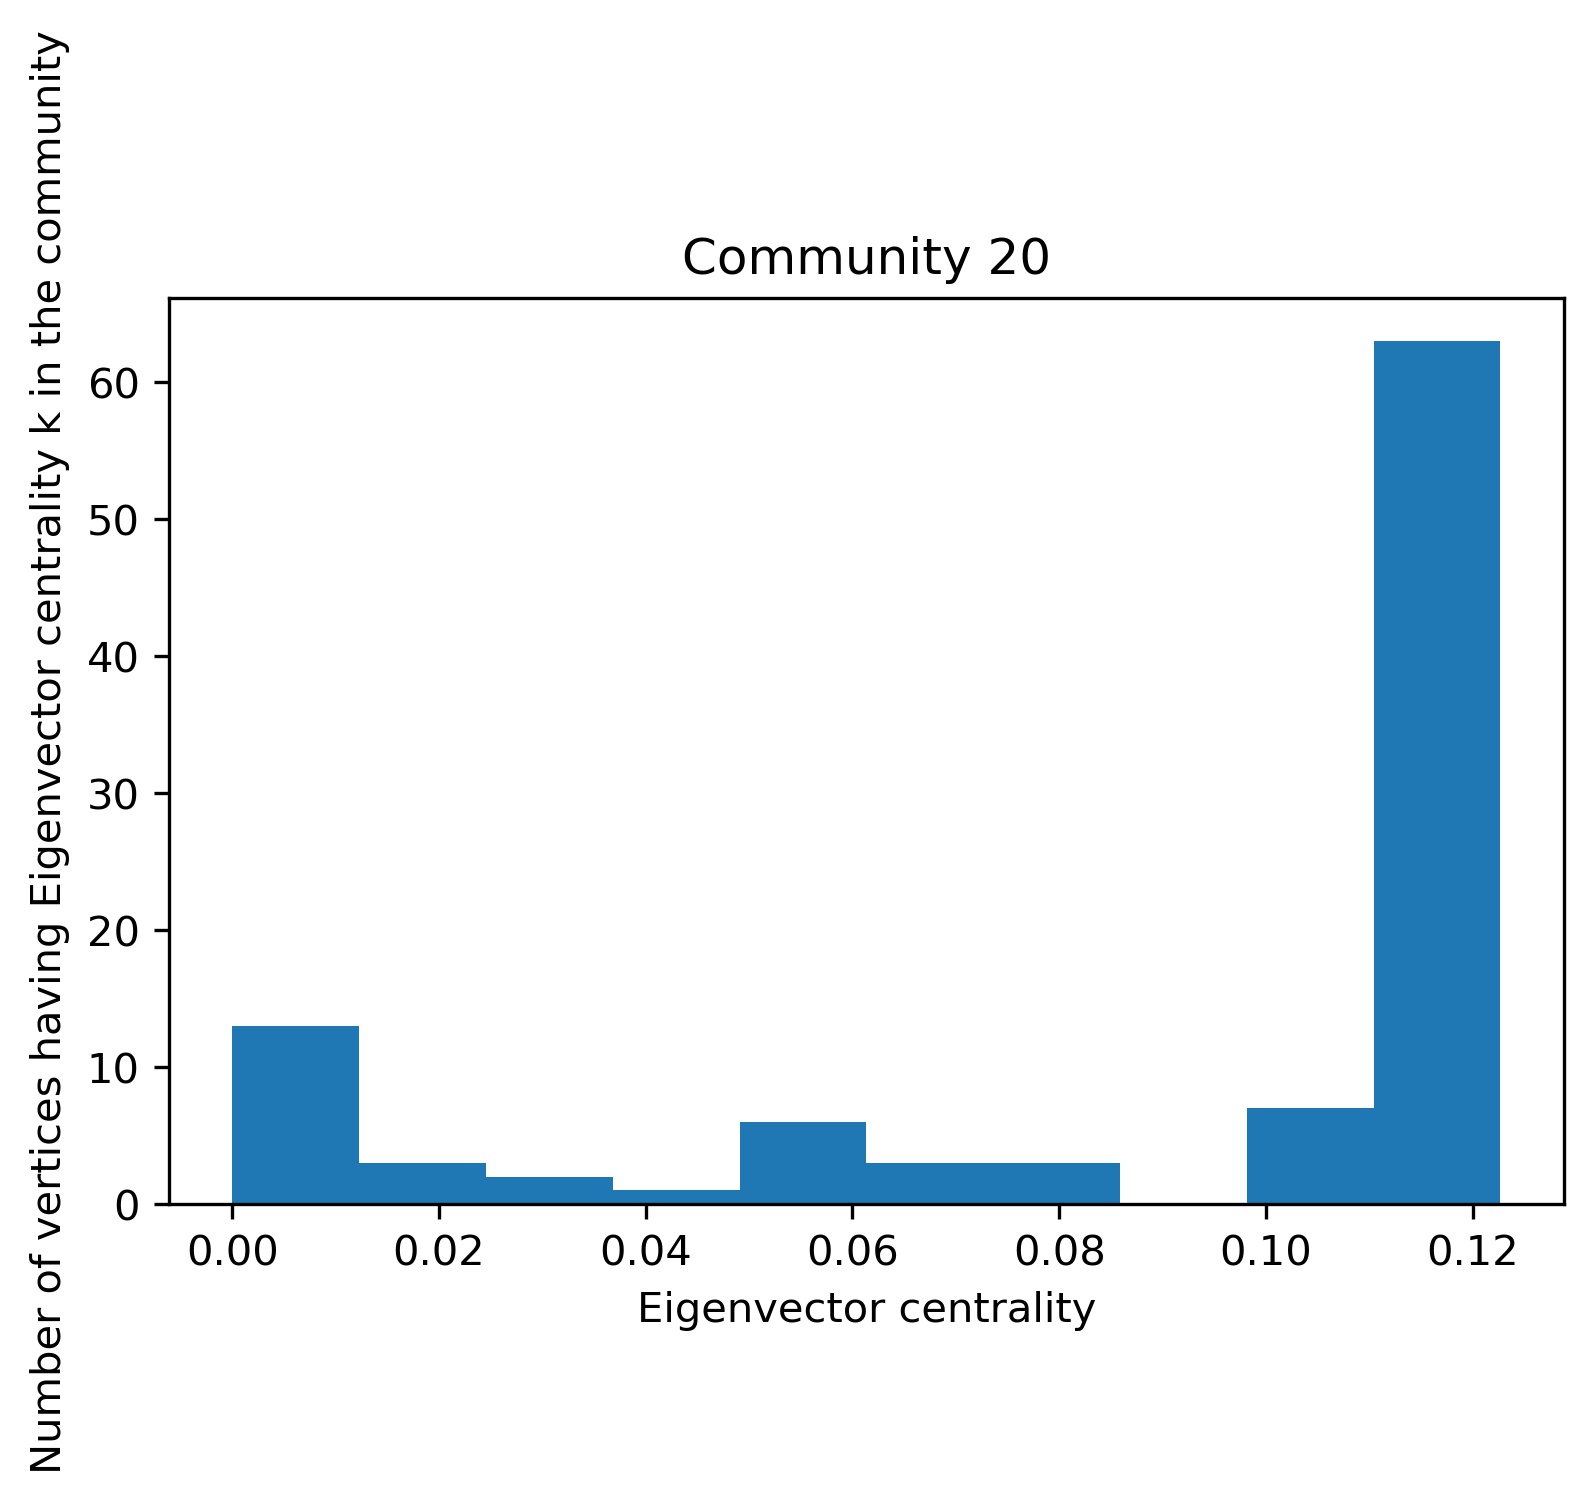 Community 20
Number of vertices having Eigenvector centrality k in the community
60
50
40
30
20
10
0
0.00 0.02 0.04 0.06 0.08 0.10 0.12
Eigenvector centrality